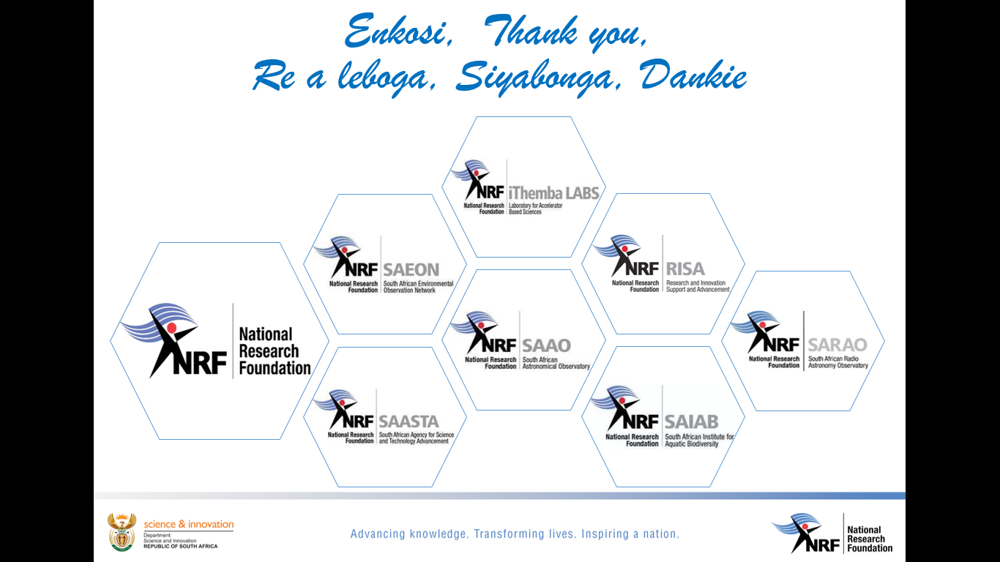 Enkosi, Thank you,
Re a leboga, Siyabonga, Dankie
NRF
iThemba LABS
National Research
Foundation
Laboratory for Accelerator
Based Sciences
NRF
SAEON
National Research
Foundation
South African Environmental
Observation Network
NRF
RISA
National Research
Foundation
Research and Innovation
Support and Advancement
NRF
National
Research
Foundation
NRF
SAAO
National Research
Foundation
South African
Astronomical Observatory
NRF
SARAO
National Research
Foundation
South African Radio
Astronomy Observatory
NRF
SAASTA
National Research
Foundation
South African Agency for Science
and Technology Advancement
NRF
SAIAB
National Research
Foundation
South African Institute for
Aquatic Biodiversity
science & innovation
Department:
Science and Innovation
REPUBLIC OF SOUTH AFRICA
Advancing knowledge. Transforming lives. Inspiring a nation.
NRF
National
Research
Foundation